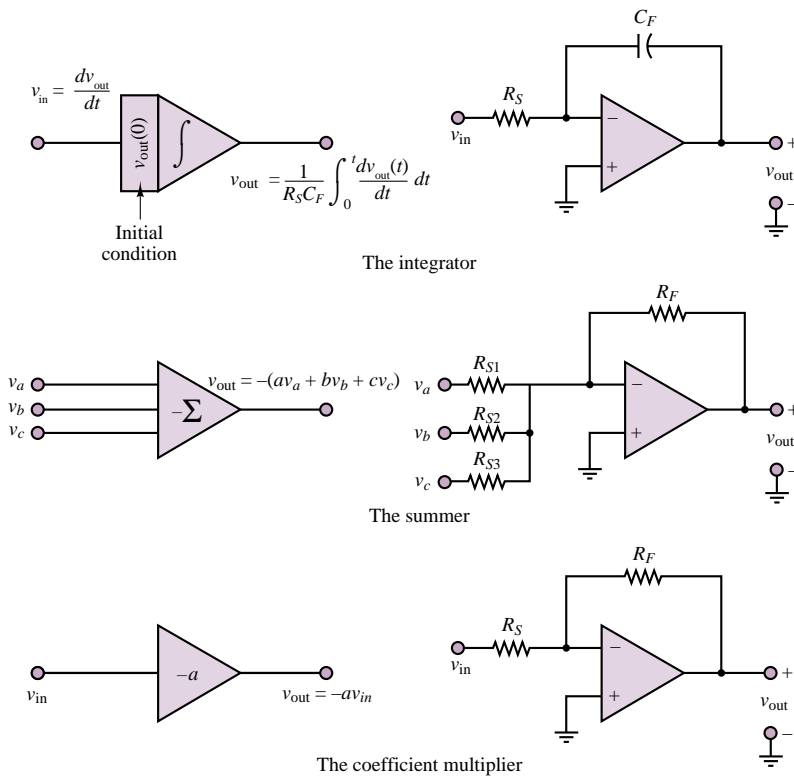 C_F
v_in = dv_out/dt
v_out(0)
∫
R_S
v_in
−
+
+
v_out
−
v_out = 1/(R_S C_F) ∫_0^t dv_out(t)/dt dt
Initial
condition
The integrator
R_F
v_a
v_b
v_c
−Σ
v_out = −(av_a + bv_b + cv_c)
v_a
R_S1
v_b
R_S2
v_c
R_S3
−
+
+
v_out
−
The summer
R_F
v_in
−a
v_out = −av_in
R_S
v_in
−
+
+
v_out
−
The coefficient multiplier